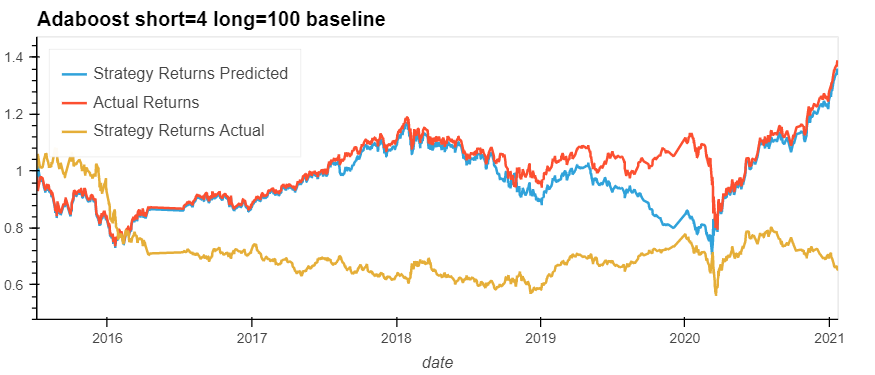 Adaboost short=4 long=100 baseline
Strategy Returns Predicted
Actual Returns
Strategy Returns Actual
1.4
1.2
1
0.8
0.6
2016 2017 2018 2019 2020 2021
date